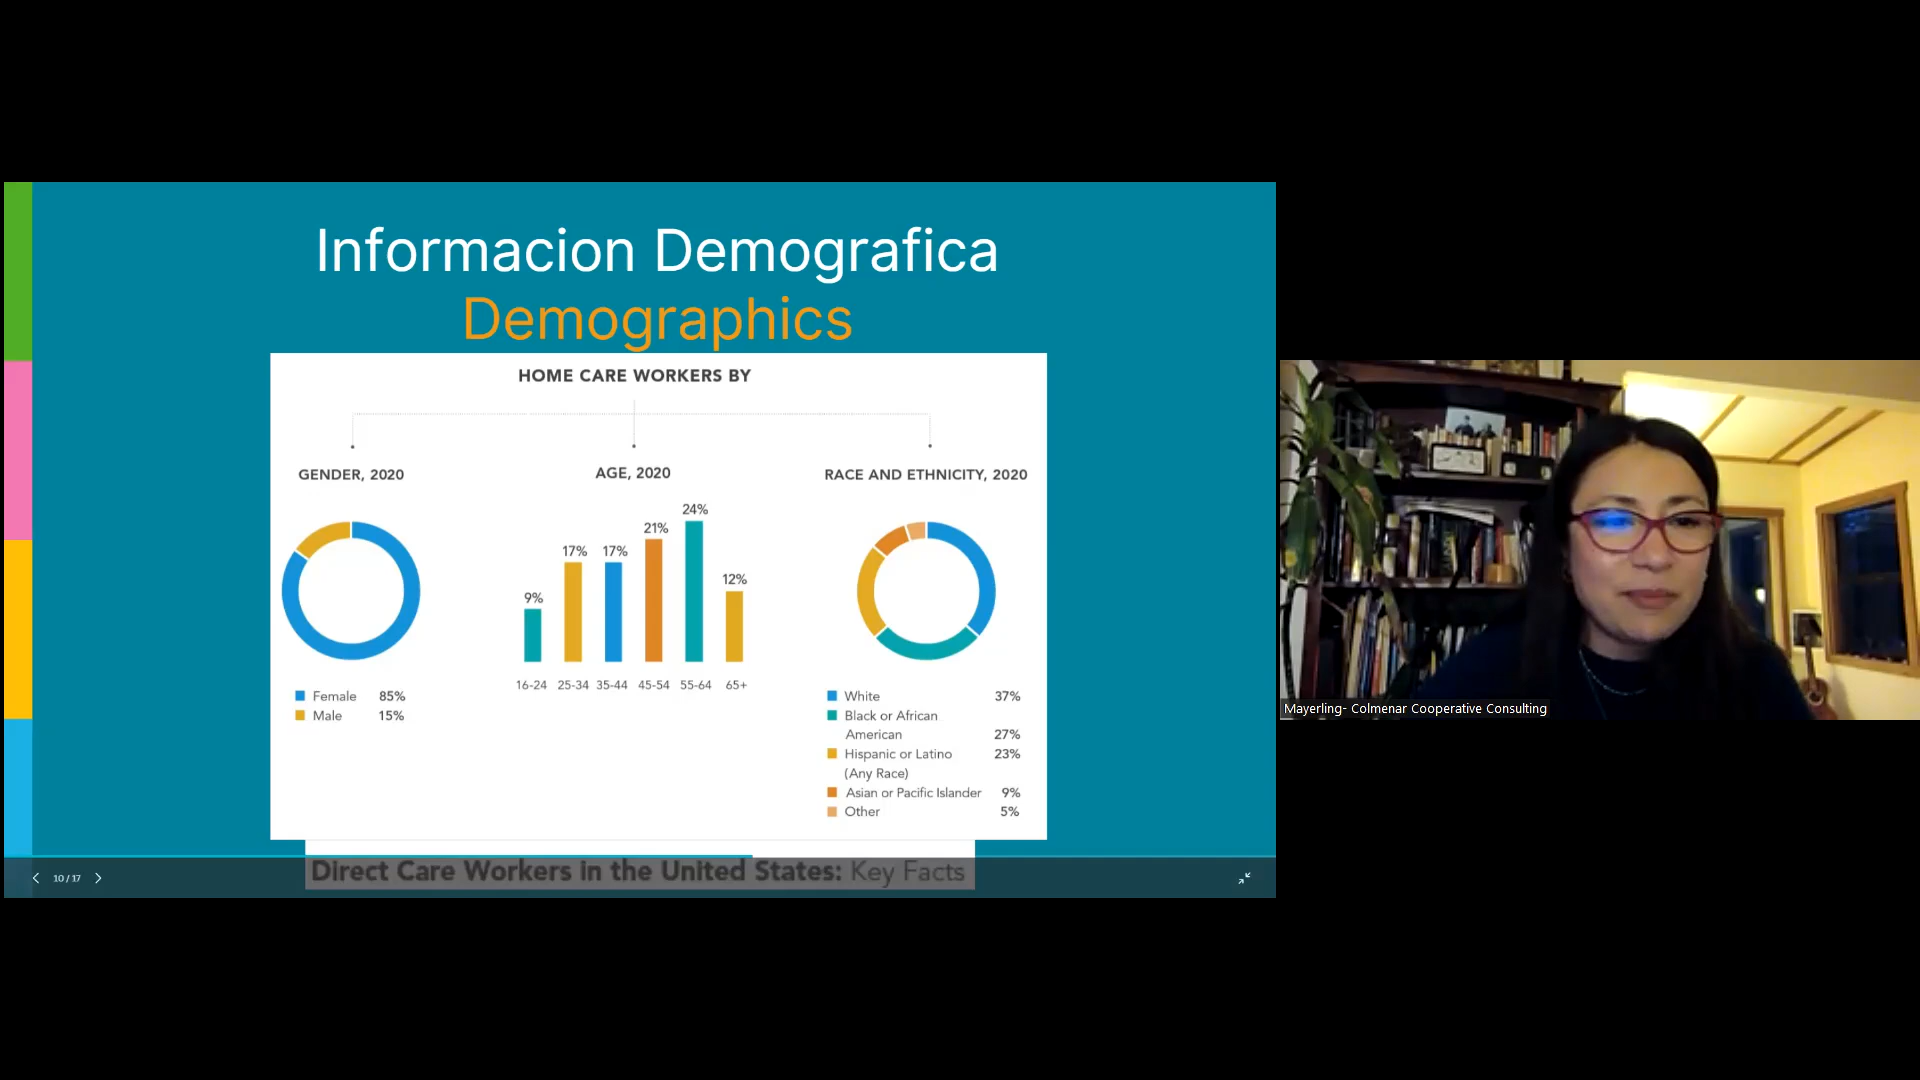 Informacion Demografica
Demographics
HOME CARE WORKERS BY
GENDER, 2020
Female 85%
Male 15%
AGE, 2020
9%
17%
17%
21%
24%
12%
16-24 25-34 35-44 45-54 55-64 65+
RACE AND ETHNICITY, 2020
White 37%
Black or African
American 27%
Hispanic or Latino 23%
(Any Race)
Asian or Pacific Islander 9%
Other 5%
Direct Care Workers in the United States: Key Facts
10 / 17
Mayerling- Colmenar Cooperative Consulting